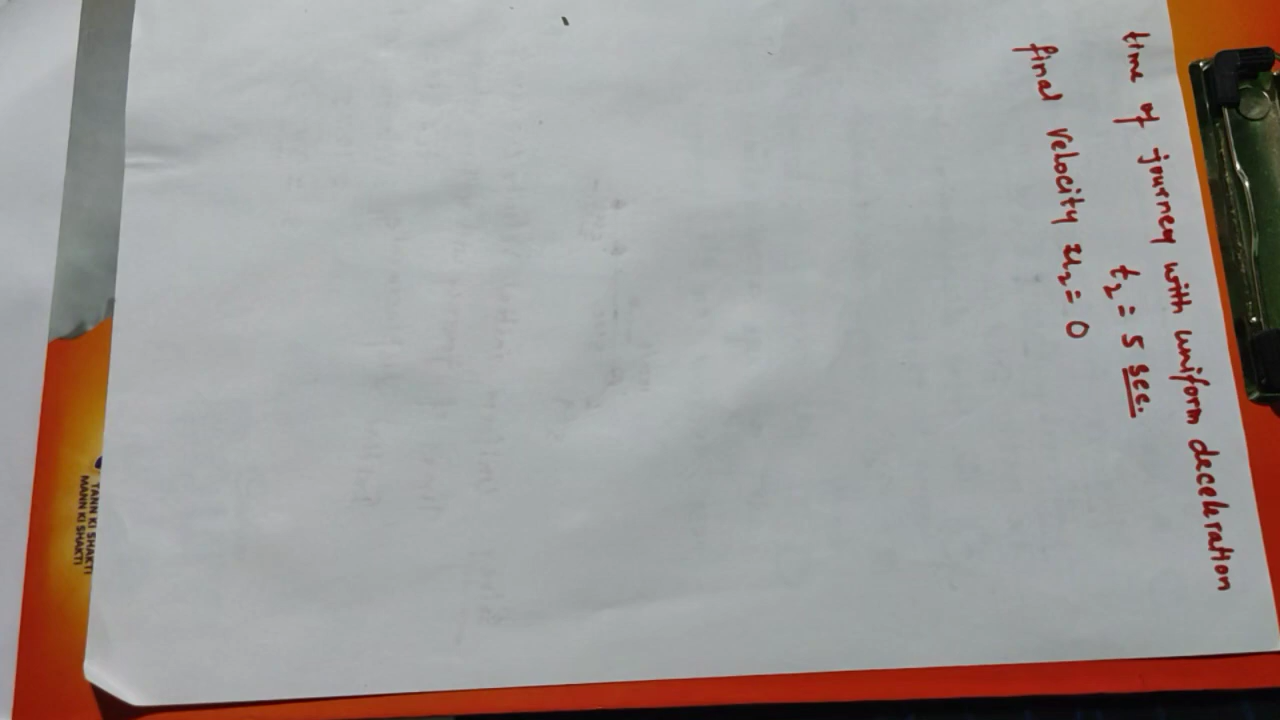 time of journey with uniform deceleration
t₂ = 5 sec.
final velocity u₂ = 0
TANN KI SHAKTI
MANN KI SHAKTI